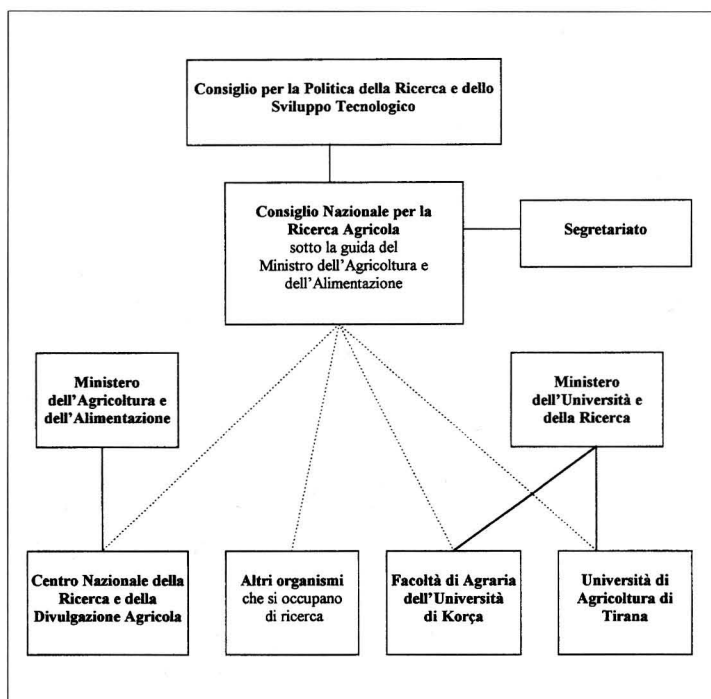 Consiglio per la Politica della Ricerca e dello
Sviluppo Tecnologico
Consiglio Nazionale per la
Ricerca Agricola
sotto la guida del
Ministro dell'Agricoltura e
dell'Alimentazione
Segretariato
Ministero
dell'Agricoltura e
dell'Alimentazione
Ministero
dell'Università e
della Ricerca
Centro Nazionale della
Ricerca e della
Divulgazione Agricola
Altri organismi
che si occupano
di ricerca
Facoltà di Agraria
dell'Università
di Korça
Università di
Agricoltura di
Tirana